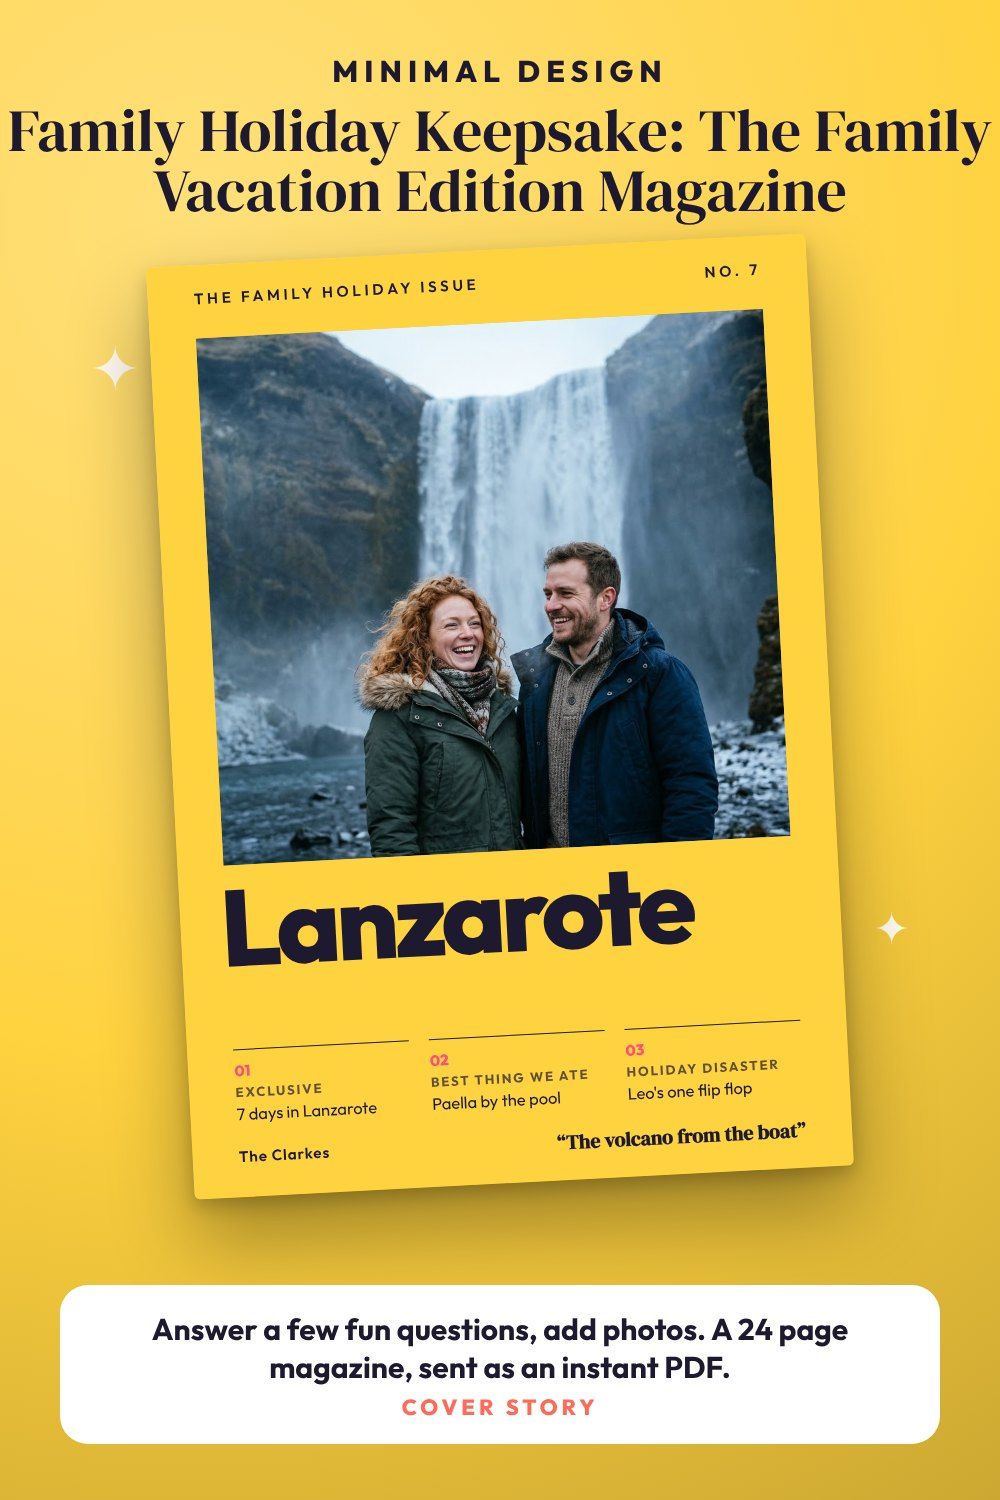 MINIMAL DESIGN
Family Holiday Keepsake: The Family
Vacation Edition Magazine
THE FAMILY HOLIDAY ISSUE
NO. 7
Lanzarote
01
EXCLUSIVE
7 days in Lanzarote
02
BEST THING WE ATE
Paella by the pool
03
HOLIDAY DISASTER
Leo's one flip flop
The Clarkes
“The volcano from the boat”
Answer a few fun questions, add photos. A 24 page
magazine, sent as an instant PDF.
COVER STORY